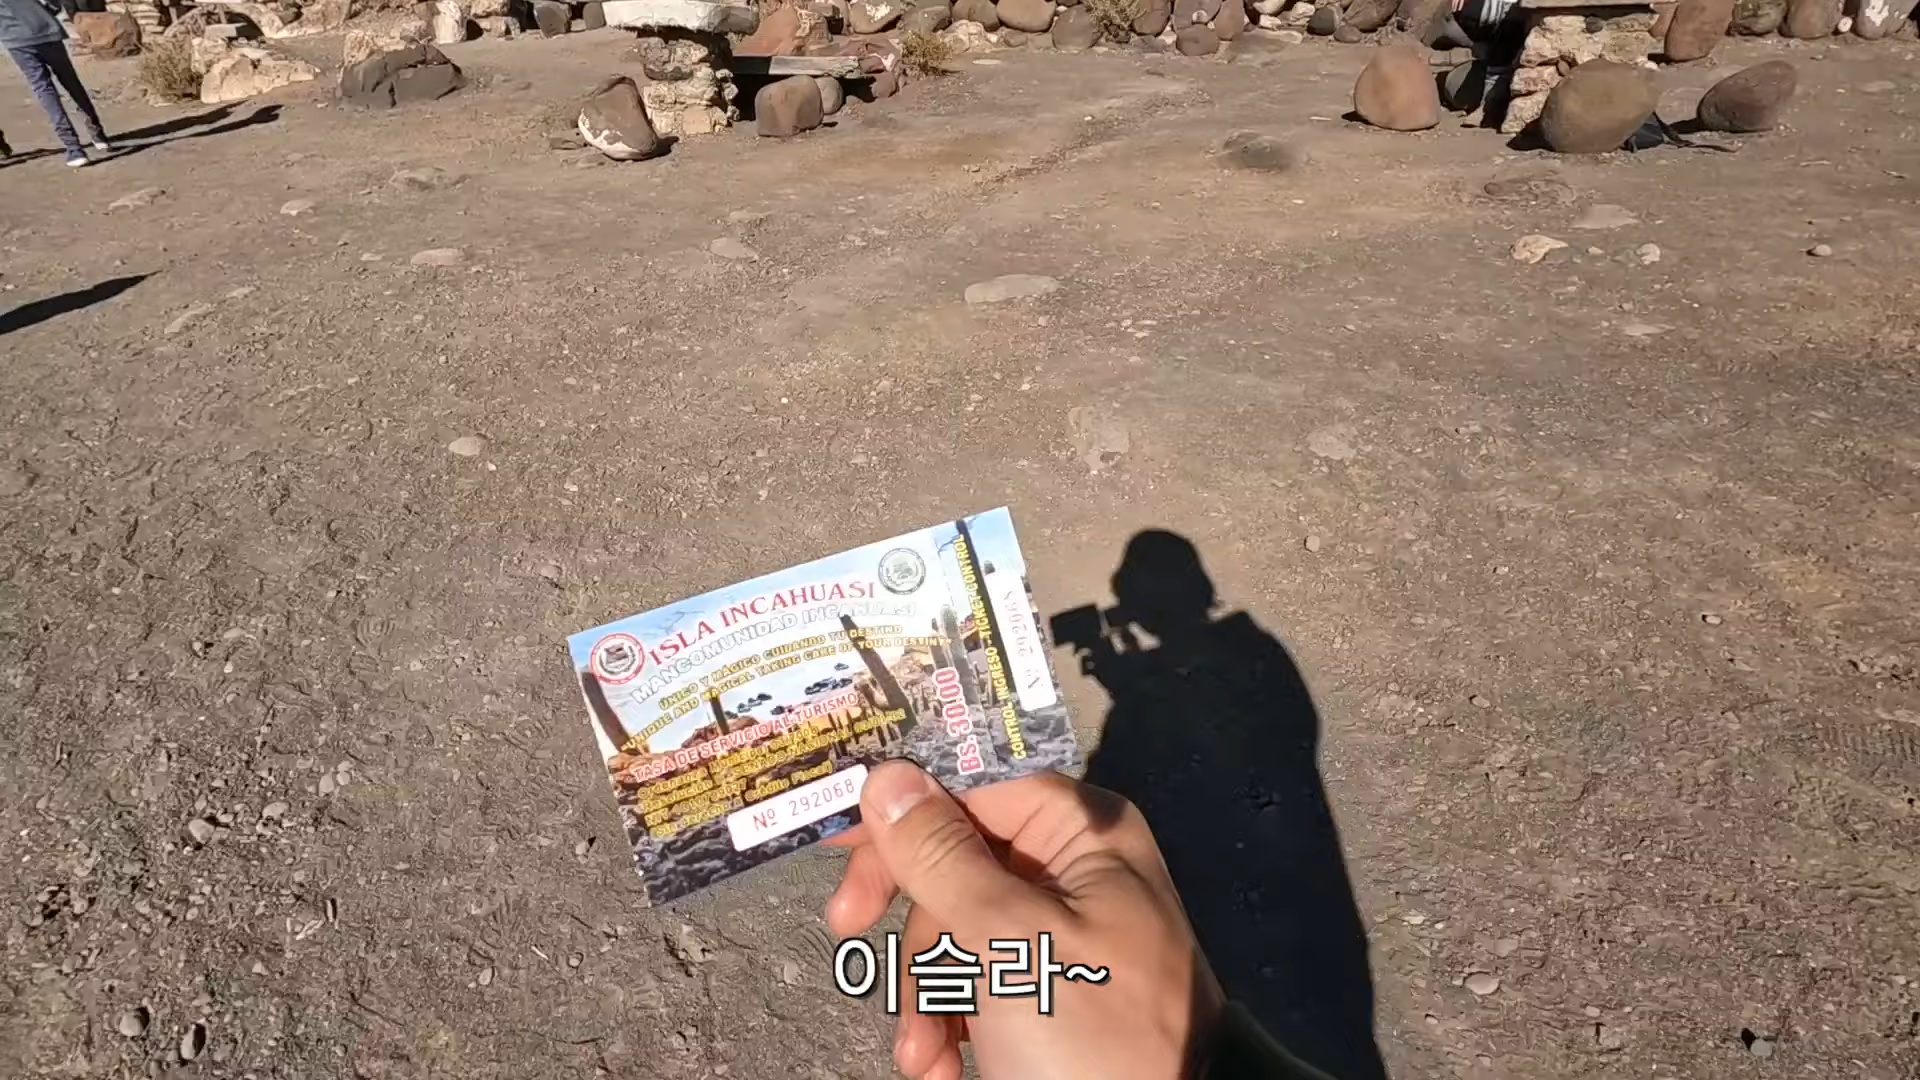 ISLA INCAHUASI
MANCOMUNIDAD INCAHUASI
UNICO Y MÁGICO CUIDANDO TU DESTINO
UNIQUE AND MAGICAL TAKING CARE OF YOUR DESTINY
TASA DE SERVICIO AL TURISMO
Nº 292068
Bs. 30.00
CONTROL INGRESO - TICKET CONTROL
Nº 292068
이슬라~